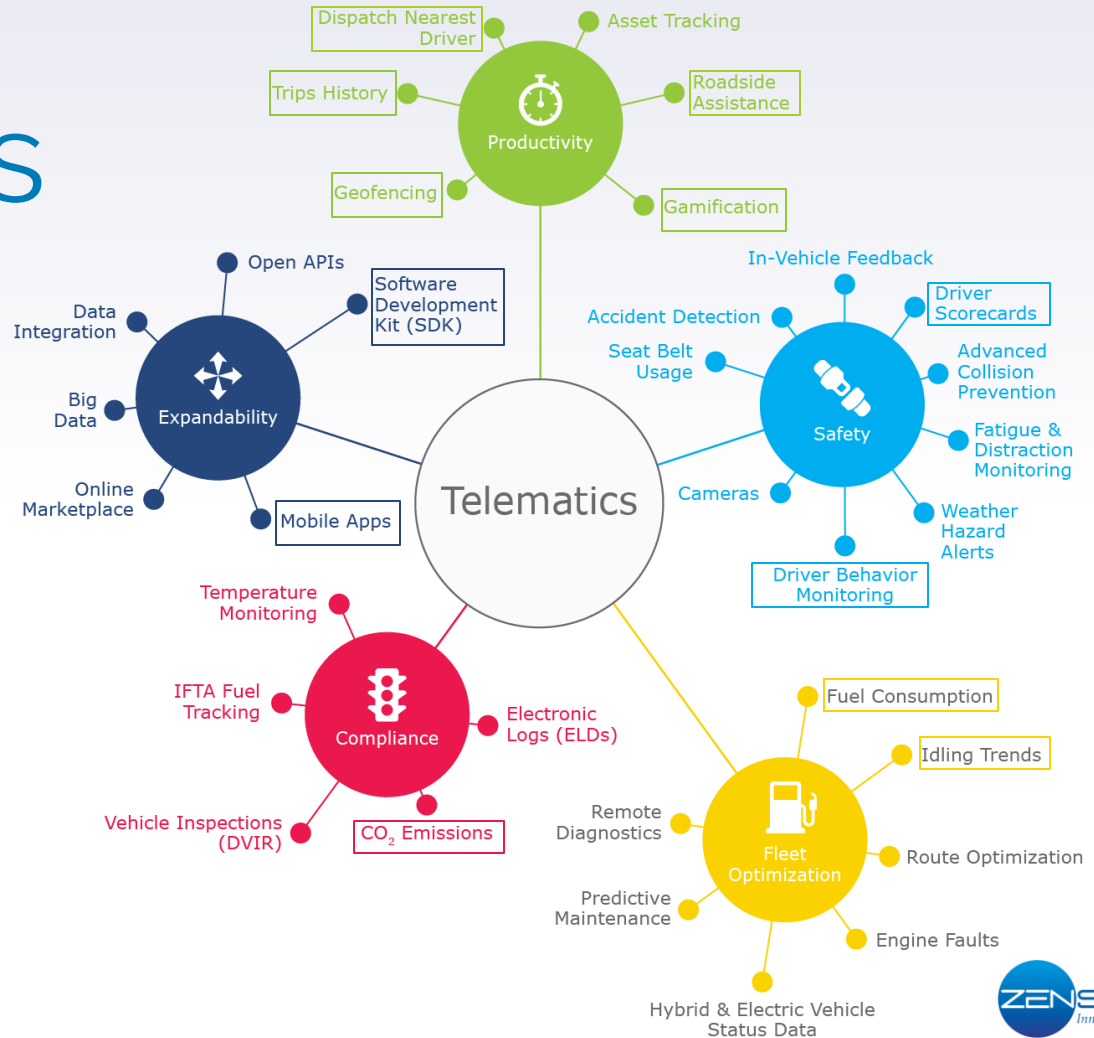 Dispatch Nearest
Driver
Asset Tracking
Trips History
Roadside
Assistance
Productivity
Geofencing
Gamification
s
Open APIs
Software
Development
Kit (SDK)
Data
Integration
Big
Data
Expandability
Online
Marketplace
Mobile Apps
In-Vehicle Feedback
Driver
Scorecards
Accident Detection
Seat Belt
Usage
Advanced
Collision
Prevention
Safety
Fatigue &
Distraction
Monitoring
Cameras
Weather
Hazard
Alerts
Driver Behavior
Monitoring
Telematics
Temperature
Monitoring
IFTA Fuel
Tracking
Electronic
Logs (ELDs)
Compliance
Vehicle Inspections
(DVIR)
CO₂ Emissions
Fuel Consumption
Idling Trends
Remote
Diagnostics
Fleet
Optimization
Route Optimization
Predictive
Maintenance
Engine Faults
Hybrid & Electric Vehicle
Status Data
ZENS
Inn